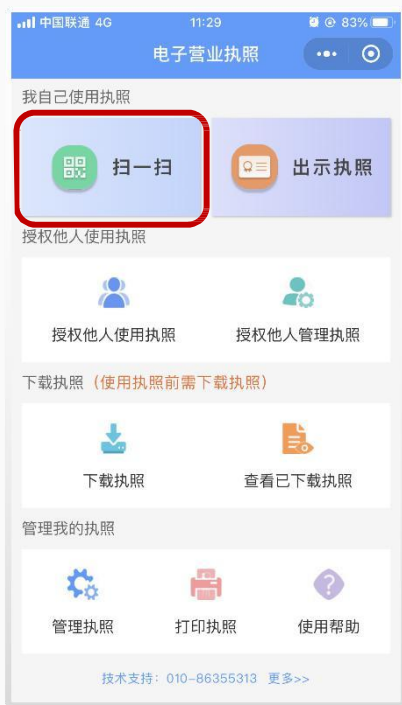 中国联通 4G 11:29 83%
电子营业执照
我自己使用执照
扫一扫 出示执照
授权他人使用执照
授权他人使用执照 授权他人管理执照
下载执照（使用执照前需下载执照）
下载执照 查看已下载执照
管理我的执照
管理执照 打印执照 使用帮助
技术支持：010-86355313 更多>>